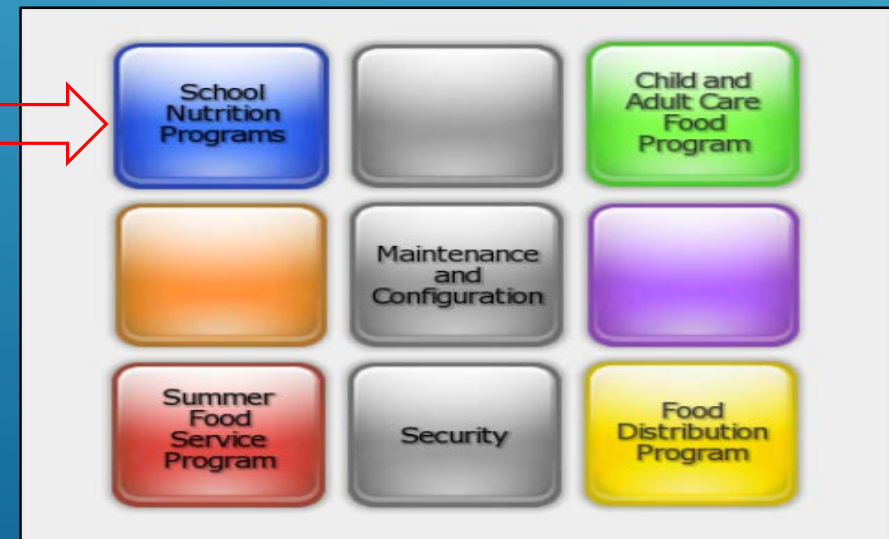 School
Nutrition
Programs
Child and
Adult Care
Food
Program
Maintenance
and
Configuration
Summer
Food
Service
Program
Security
Food
Distribution
Program